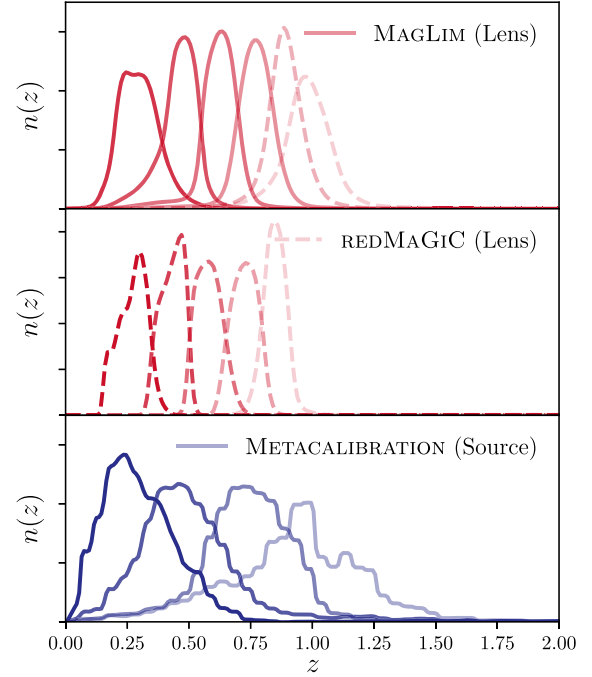 MAGLIM (Lens)
n(z)
REDMAGIC (Lens)
n(z)
METACALIBRATION (Source)
n(z)
0.00 0.25 0.50 0.75 1.00 1.25 1.50 1.75 2.00
z